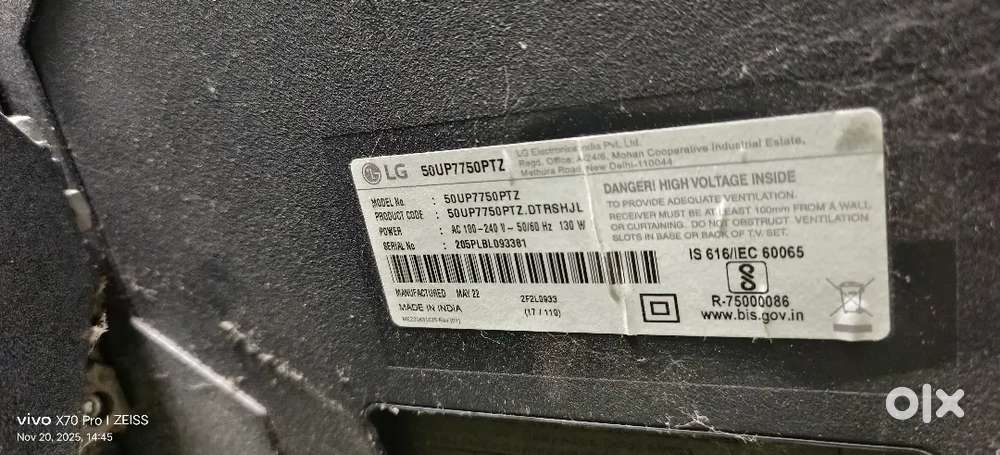 LG 50UP7750PTZ
LG Electronics India Pvt. Ltd.
Regd. Office: A-24/6, Mohan Cooperative Industrial Estate,
Mathura Road, New Delhi-110044
MODEL No. : 50UP7750PTZ
PRODUCT CODE : 50UP7750PTZ.DTRSHJL
POWER : AC 100-240 V~ 50/60 Hz 130 W
SERIAL No : 205PLBL093381
MANUFACTURED MAY 22
MADE IN INDIA
2F2L0933
(17 / 119)
DANGER! HIGH VOLTAGE INSIDE
TO PROVIDE ADEQUATE VENTILATION,
RECEIVER MUST BE AT LEAST 100mm FROM A WALL
OR CURTAINING. DO NOT OBSTRUCT VENTILATION
SLOTS IN BASE OR BACK OF T.V. SET.
IS 616/IEC 60065
R-75000086
www.bis.gov.in
vivo X70 Pro | ZEISS
Nov 20, 2025, 14:45
olx